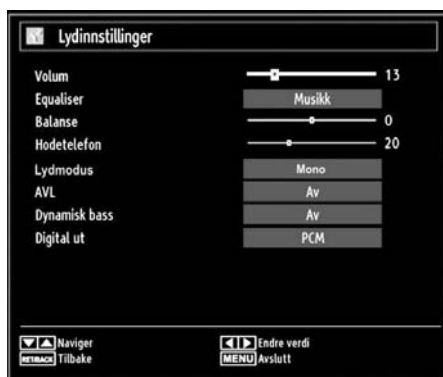 Lydinnstillinger
Volum 13
Equaliser Musikk
Balanse 0
Hodetelefon 20
Lydmodus Mono
AVL Av
Dynamisk bass Av
Digital ut PCM
Naviger Endre verdi
RETBACK Tilbake MENU Avslutt